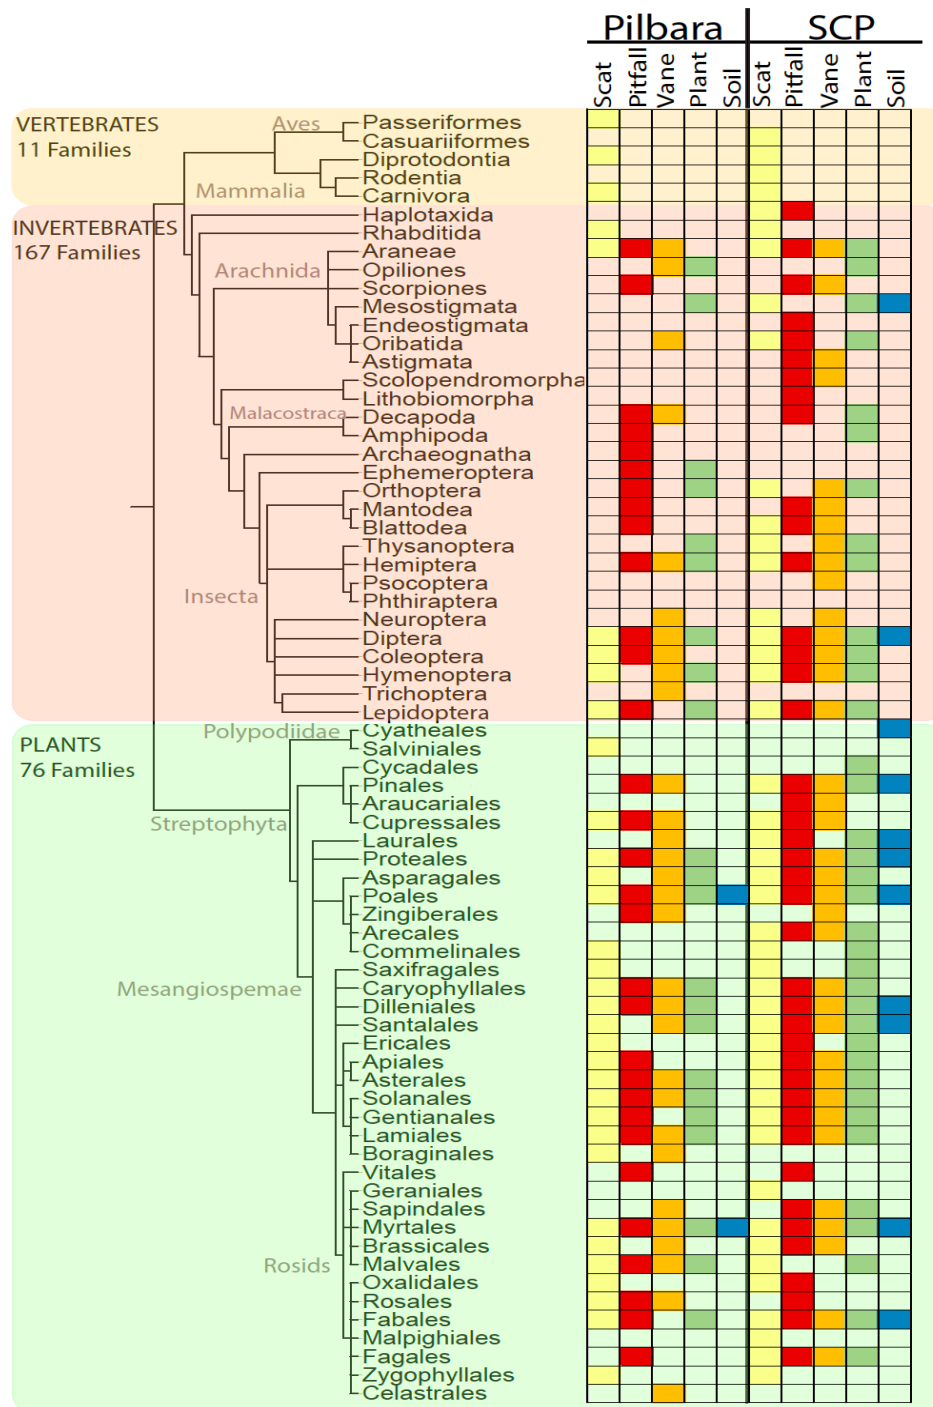 Pilbara SCP
Scat Pitfall Vane Plant Soil Scat Pitfall Vane Plant Soil
VERTEBRATES
11 Families
Aves
Mammalia
Passeriformes
Casuariiformes
Diprotodontia
Rodentia
Carnivora
INVERTEBRATES
167 Families
Arachnida
Malacostraca
Insecta
Haplotaxida
Rhabditida
Araneae
Opiliones
Scorpiones
Mesostigmata
Endeostigmata
Oribatida
Astigmata
Scolopendromorpha
Lithobiomorpha
Decapoda
Amphipoda
Archaeognatha
Ephemeroptera
Orthoptera
Mantodea
Blattodea
Thysanoptera
Hemiptera
Psocoptera
Phthiraptera
Neuroptera
Diptera
Coleoptera
Hymenoptera
Trichoptera
Lepidoptera
PLANTS
76 Families
Polypodiidae
Streptophyta
Mesangiospemae
Rosids
Cyatheales
Salviniales
Cycadales
Pinales
Araucariales
Cupressales
Laurales
Proteales
Asparagales
Poales
Zingiberales
Arecales
Commelinales
Saxifragales
Caryophyllales
Dilleniales
Santalales
Ericales
Apiales
Asterales
Solanales
Gentianales
Lamiales
Boraginales
Vitales
Geraniales
Sapindales
Myrtales
Brassicales
Malvales
Oxalidales
Rosales
Fabales
Malpighiales
Fagales
Zygophyllales
Celastrales